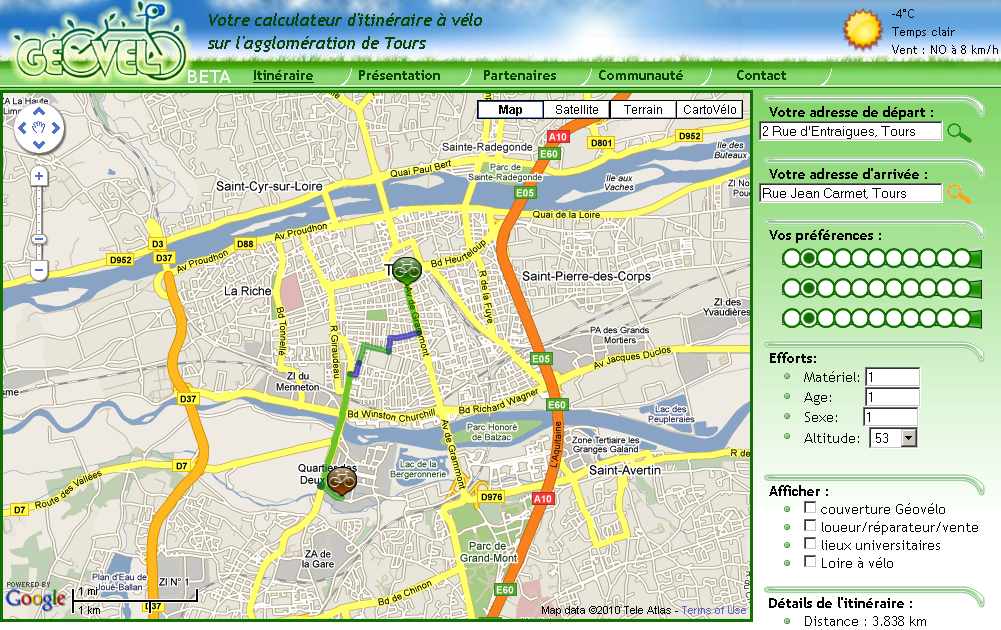 GÉOVÉLO
BETA
Votre calculateur d'itinéraire à vélo
sur l'agglomération de Tours
-4°C
Temps clair
Vent : NO à 8 km/h
Itinéraire
Présentation
Partenaires
Communauté
Contact
Map
Satellite
Terrain
CartoVélo
ZA La Haute
A10
D952
D801
Sainte-Radegonde
E60
Île des
Buteaux
Quai Paul Bert
Parc de
Sainte-Radegonde
Saint-Cyr-sur-Loire
Île aux
Vaches
E05
Quai de la Loire
Av Proudhon
D3
D88
D952
D37
Av Proudhon
Bd Heurteloup
Saint-Pierre-des-Corps
La Riche
R de la Fuye
Av de Grammont
ZI des
Yvaudières
Bd Tonnelle
R Giraudeau
PA des Grands
Mortiers
E05
Av Jacques Duclos
ZI du
Menneton
D37
Bd Richard Wagner
E60
Bd Winston Churchill
Lac des
Peupleraies
Parc Honoré
de Balzac
Av de Grammont
L'Aquitaine
Zone Tertiaire les
Granges Galand
D7
Quartier des
Deux
Lac de la
Bergeronnerie
Saint-Avertin
Route des Vallées
D976
A10
D7
Parc de
Grand-Mont
ZA de
la Gare
Plan d'Eau de
Joué-Ballan
ZI N° 1
Bd de Chinon
E60
D37
POWERED BY
Google
1 mi
1 km
Map data ©2010 Tele Atlas - Terms of Use
Votre adresse de départ :
2 Rue d'Entraigues, Tours
Votre adresse d'arrivée :
Rue Jean Carmet, Tours
Vos préférences :
Efforts:
Matériel: 1
Age: 1
Sexe: 1
Altitude: 53
Afficher :
couverture Géovélo
loueur/réparateur/vente
lieux universitaires
Loire à vélo
Détails de l'itinéraire :
Distance : 3.838 km